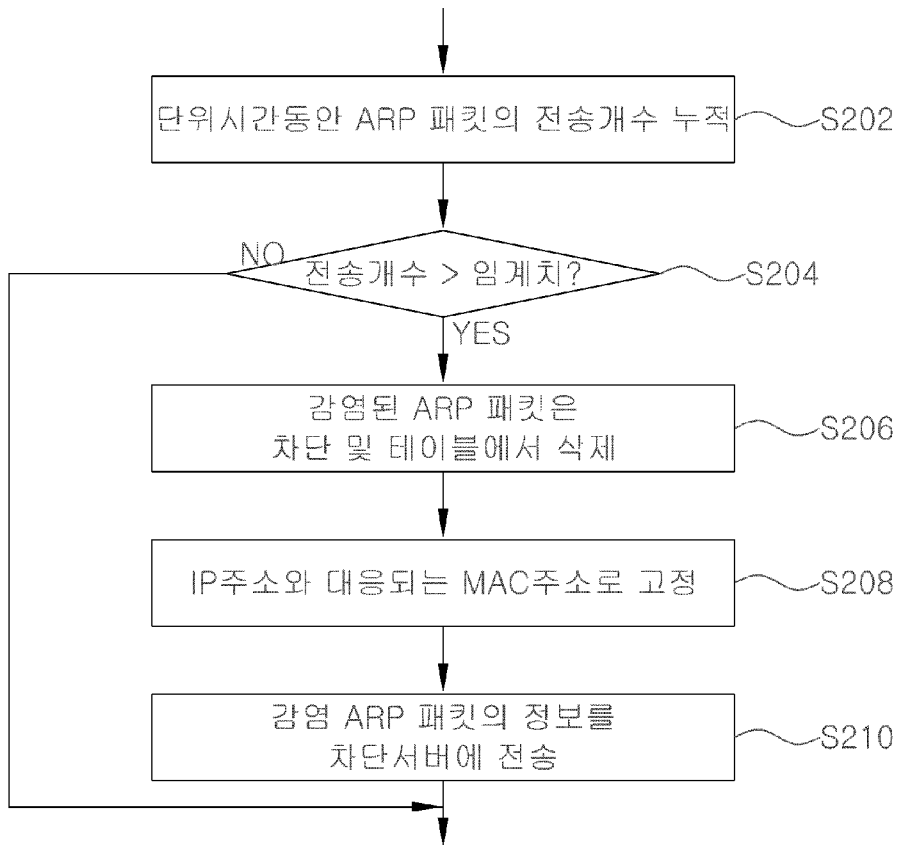 단위시간동안 ARP 패킷의 전송개수 누적
S202
NO
전송개수 > 임계치?
S204
YES
감염된 ARP 패킷은
차단 및 테이블에서 삭제
S206
IP주소와 대응되는 MAC주소로 고정
S208
감염 ARP 패킷의 정보를
차단서버에 전송
S210